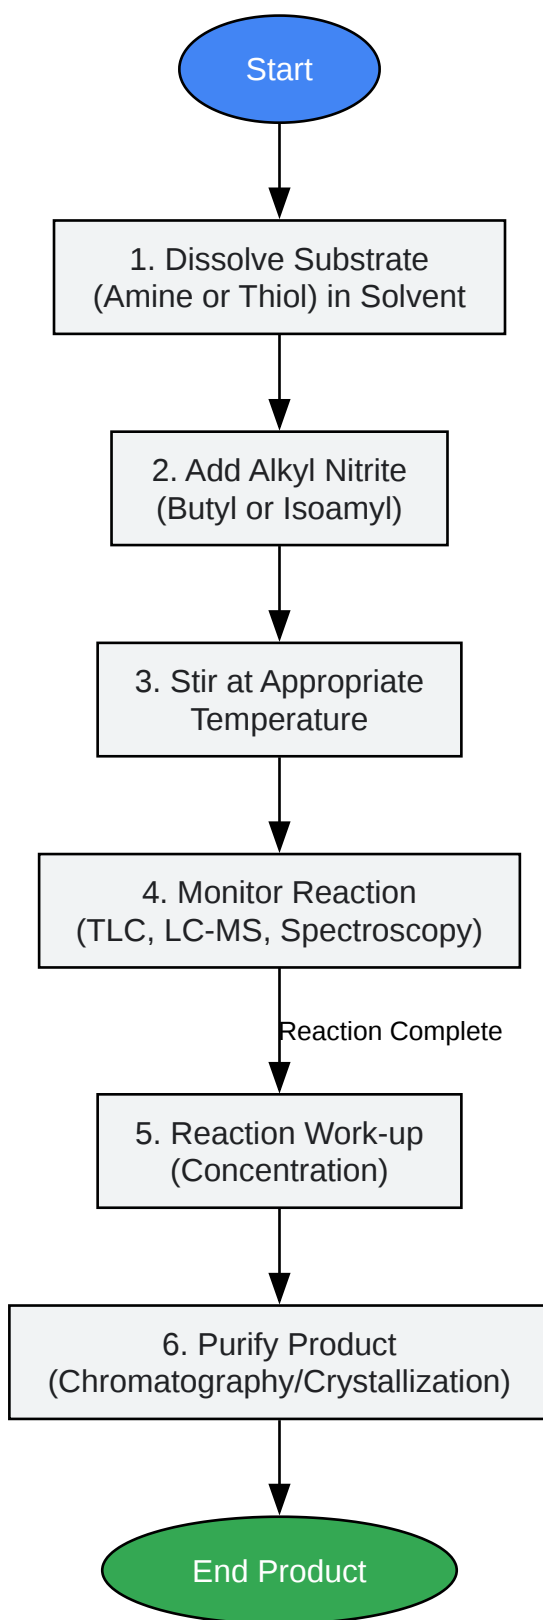 Start
1. Dissolve Substrate
(Amine or Thiol) in Solvent
2. Add Alkyl Nitrite
(Butyl or Isoamyl)
3. Stir at Appropriate
Temperature
4. Monitor Reaction
(TLC, LC-MS, Spectroscopy)
Reaction Complete
5. Reaction Work-up
(Concentration)
6. Purify Product
(Chromatography/Crystallization)
End Product